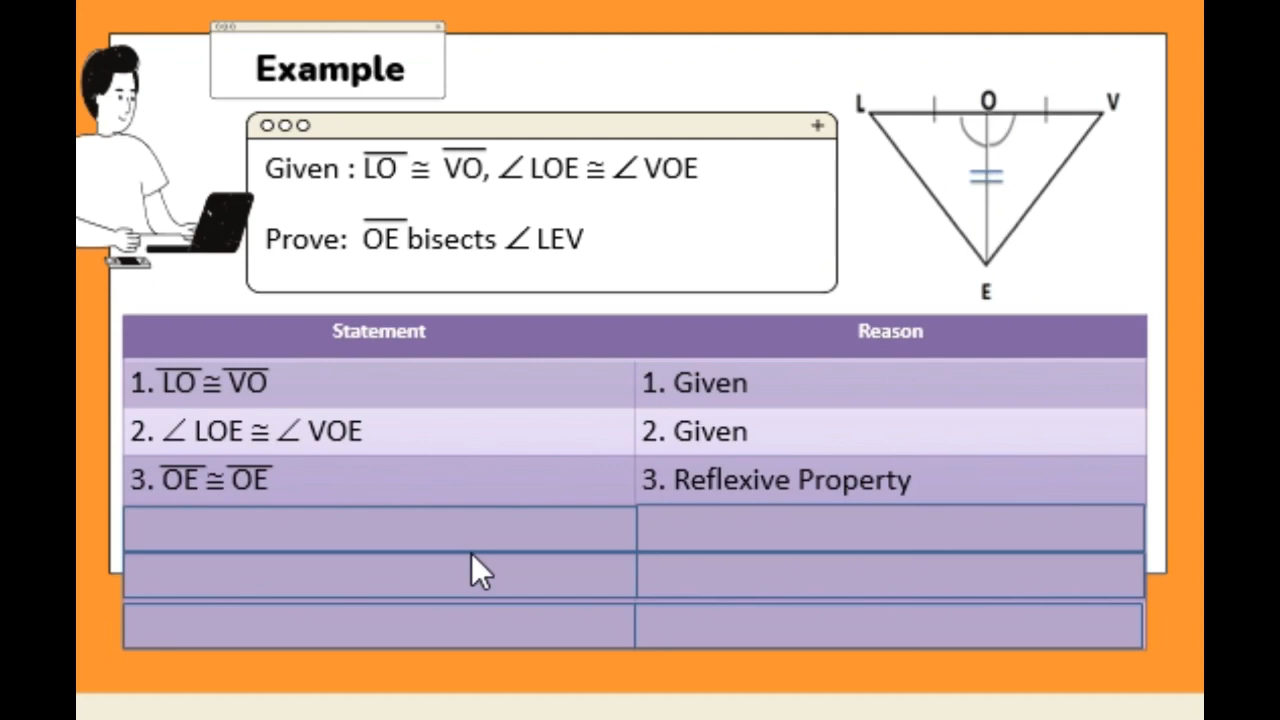 Example
Given : LO ≅ VO, ∠ LOE ≅ ∠ VOE
Prove: OE bisects ∠ LEV
L
O
V
E
Statement
Reason
1. LO ≅ VO
1. Given
2. ∠ LOE ≅ ∠ VOE
2. Given
3. OE ≅ OE
3. Reflexive Property